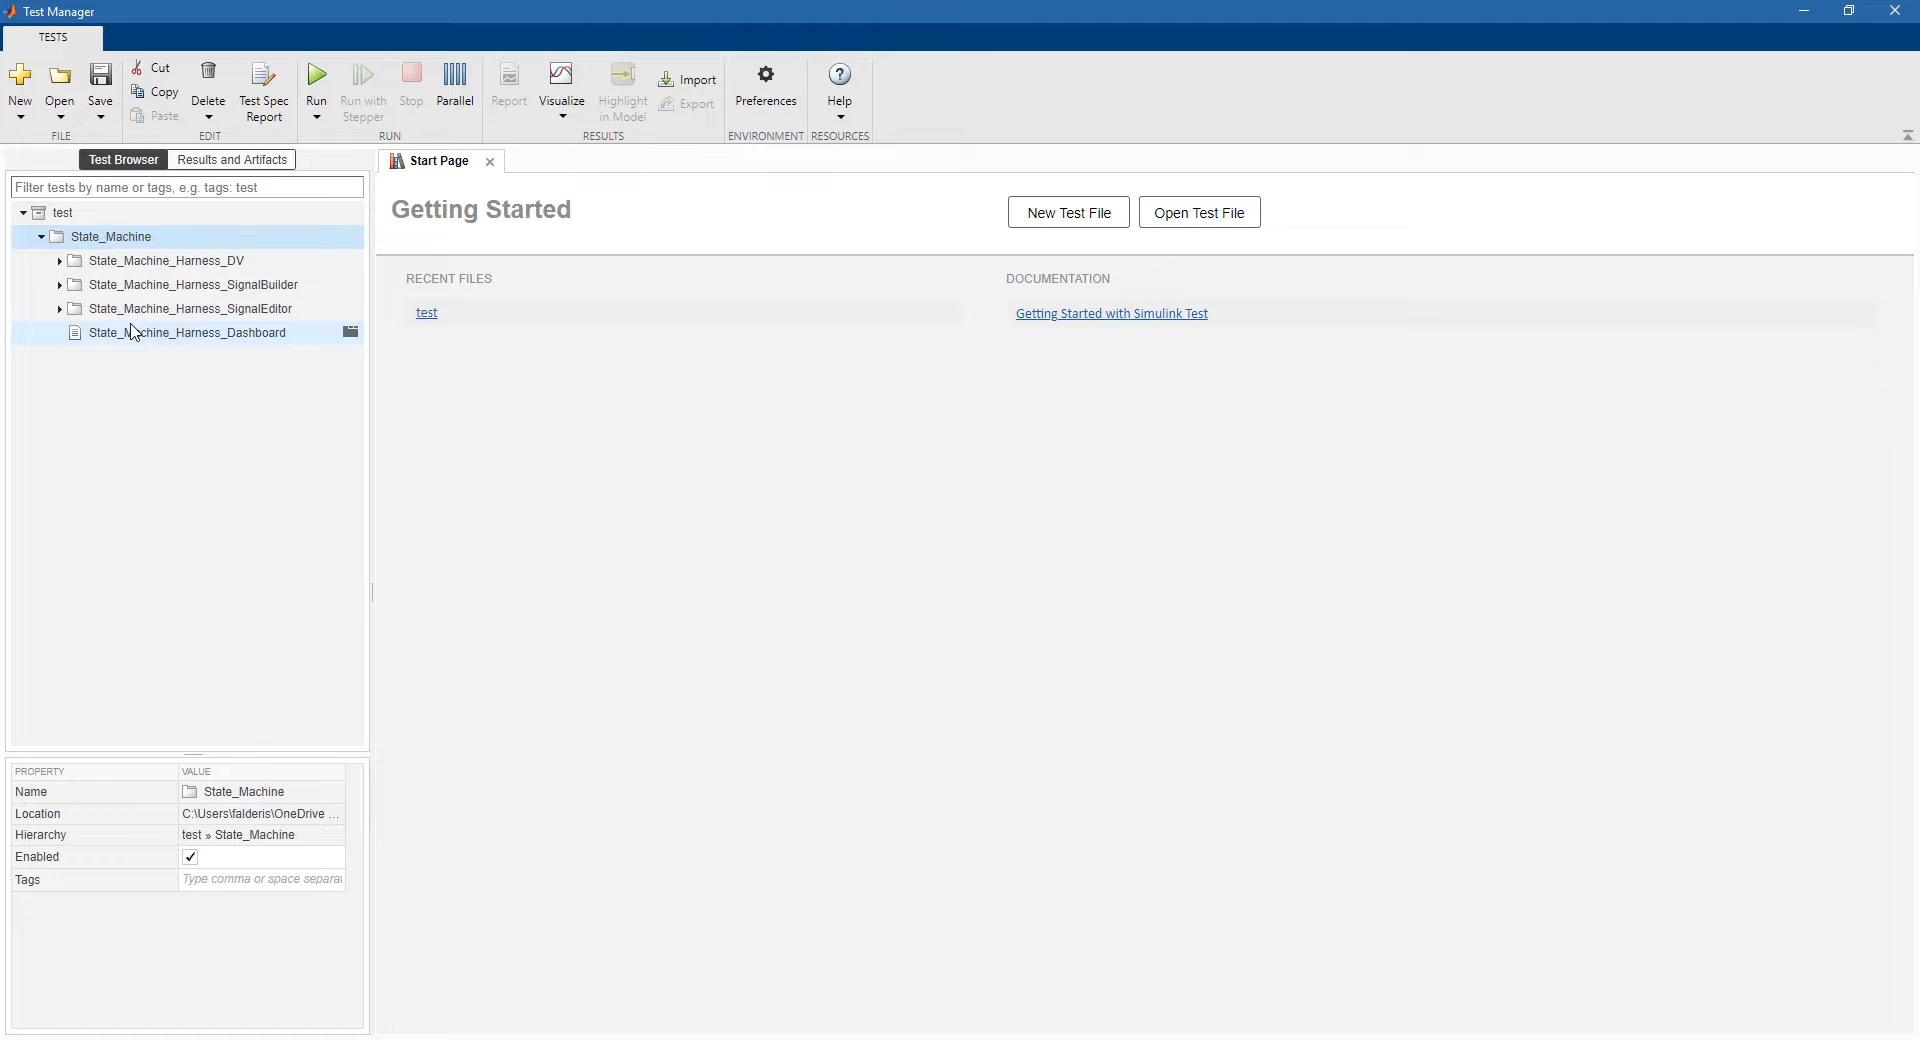 Test Manager
TESTS
New
Open
Save
FILE
Cut
Copy
Paste
Delete
Test Spec
Report
EDIT
Run
Run with
Stepper
Stop
Parallel
RUN
Report
Visualize
Highlight
in Model
Import
Export
RESULTS
Preferences
ENVIRONMENT
Help
RESOURCES
Test Browser
Results and Artifacts
Filter tests by name or tags, e.g. tags: test
test
State_Machine
State_Machine_Harness_DV
State_Machine_Harness_SignalBuilder
State_Machine_Harness_SignalEditor
State_Machine_Harness_Dashboard
PROPERTY VALUE
Name State_Machine
Location C:\Users\falderis\OneDrive ...
Hierarchy test » State_Machine
Enabled
Tags Type comma or space separat
Start Page
Getting Started
New Test File
Open Test File
RECENT FILES
test
DOCUMENTATION
Getting Started with Simulink Test